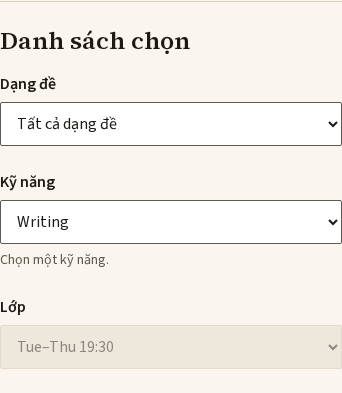 Danh sách chọn
Dạng đề
Tất cả dạng đề
Kỹ năng
Writing
Chọn một kỹ năng.
Lớp
Tue–Thu 19:30